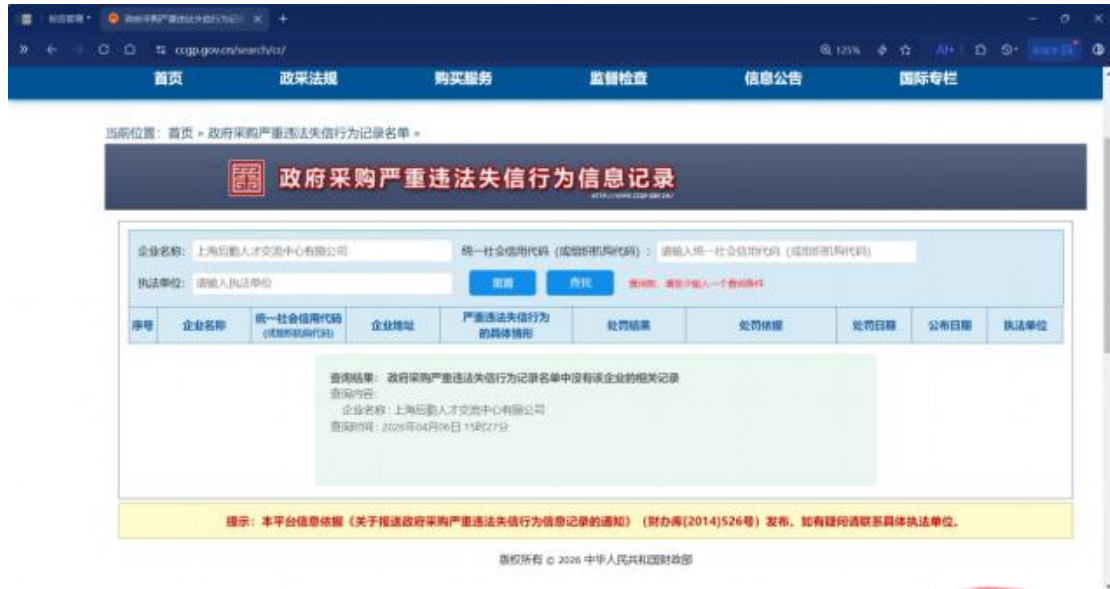 ccgp.gov.cn/search/cr/
125%
首页 政采法规 购买服务 监督检查 信息公告 国际专栏
当前位置：首页 » 政府采购严重违法失信行为记录名单 »
政府采购严重违法失信行为信息记录
企业名称： 上海后勤人才交流中心有限公司 统一社会信用代码（或组织机构代码）： 请输入统一社会信用代码（或组织机构代码）
执法单位： 请输入执法单位 重置 查找 查询前，请至少输入一个查询条件
序号 企业名称 统一社会信用代码（或组织机构代码） 企业地址 严重违法失信行为的具体情形 处罚结果 处罚依据 处罚日期 公布日期 执法单位
查询结果： 政府采购严重违法失信行为记录名单中没有该企业的相关记录
查询内容：
企业名称：上海后勤人才交流中心有限公司
查询时间：2026年04月06日 15时27分
提示：本平台信息依据《关于报送政府采购严重违法失信行为信息记录的通知》（财办库[2014]526号）发布，如有疑问请联系具体执法单位。
版权所有 © 2026 中华人民共和国财政部